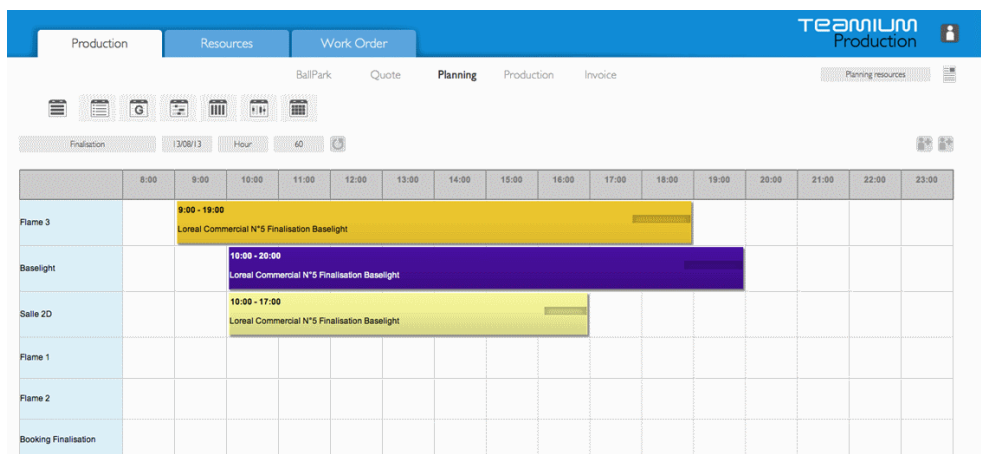 TEAMIUM
Production
Production Resources Work Order
BallPark Quote Planning Production Invoice
Planning resources
G
Finalisation 13/08/13 Hour 60
8:00 9:00 10:00 11:00 12:00 13:00 14:00 15:00 16:00 17:00 18:00 19:00 20:00 21:00 22:00 23:00
Flame 3
9:00 - 19:00
Loreal Commercial N°5 Finalisation Baselight
Baselight
10:00 - 20:00
Loreal Commercial N°5 Finalisation Baselight
Salle 2D
10:00 - 17:00
Loreal Commercial N°5 Finalisation Baselight
Flame 1
Flame 2
Booking Finalisation